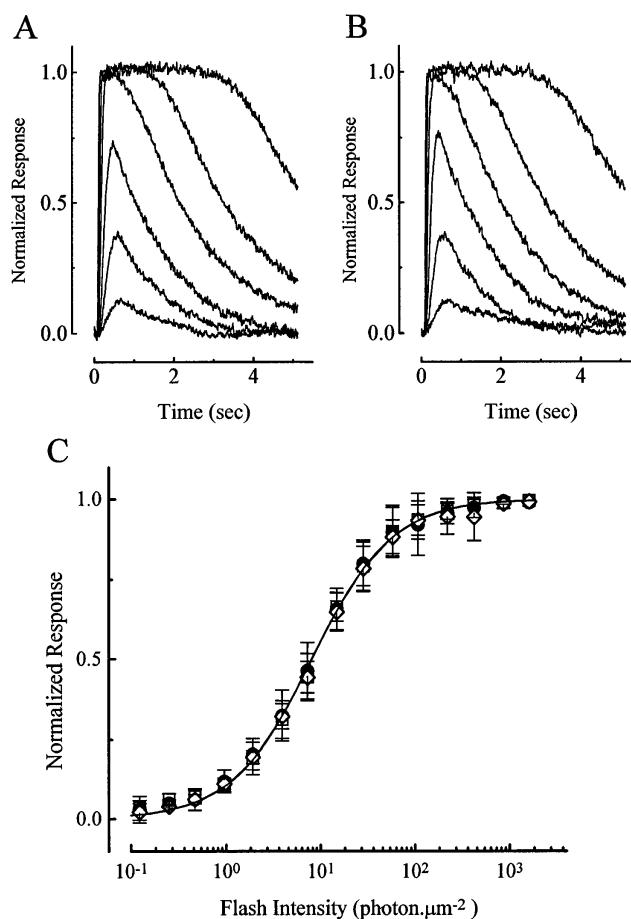 A
B
Normalized Response
1.0
0.5
0.0
0
2
4
Time (sec)
Normalized Response
1.0
0.5
0.0
0
2
4
Time (sec)
C
Normalized Response
1.0
0.5
0.0
10-1
100
101
102
103
Flash Intensity (photon.μm-2 )